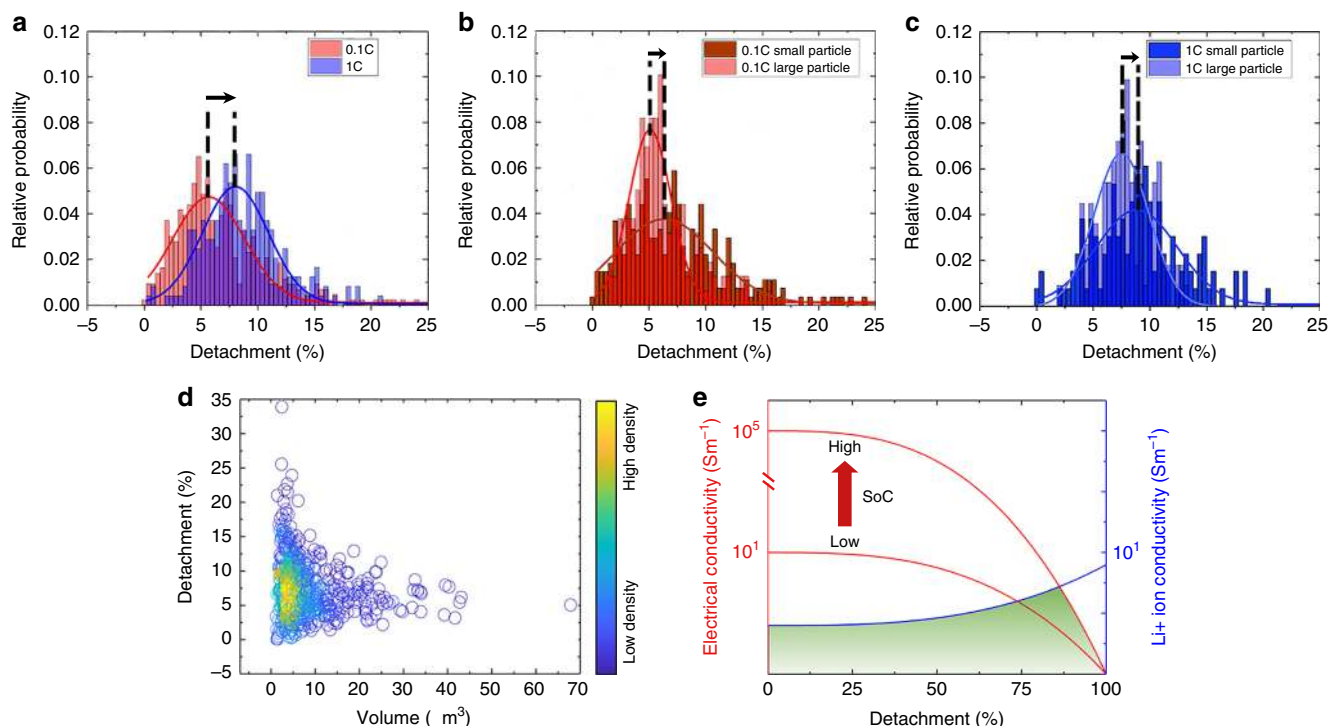 a
0.12
0.10
0.08
0.06
0.04
0.02
0.00
Relative probability
0.1C
1C
−5 0 5 10 15 20 25
Detachment (%)
b
0.12
0.10
0.08
0.06
0.04
0.02
0.00
Relative probability
0.1C small particle
0.1C large particle
−5 0 5 10 15 20 25
Detachment (%)
c
0.12
0.10
0.08
0.06
0.04
0.02
0.00
Relative probability
1C small particle
1C large particle
−5 0 5 10 15 20 25
Detachment (%)
d
35
30
25
20
15
10
5
0
−5
Detachment (%)
0 10 20 30 40 50 60 70
Volume ( m³)
High density
Low density
e
Electrical conductivity (Sm⁻¹)
10⁵
10¹
High
SoC
Low
10¹
Li+ ion conductivity (Sm⁻¹)
0 25 50 75 100
Detachment (%)